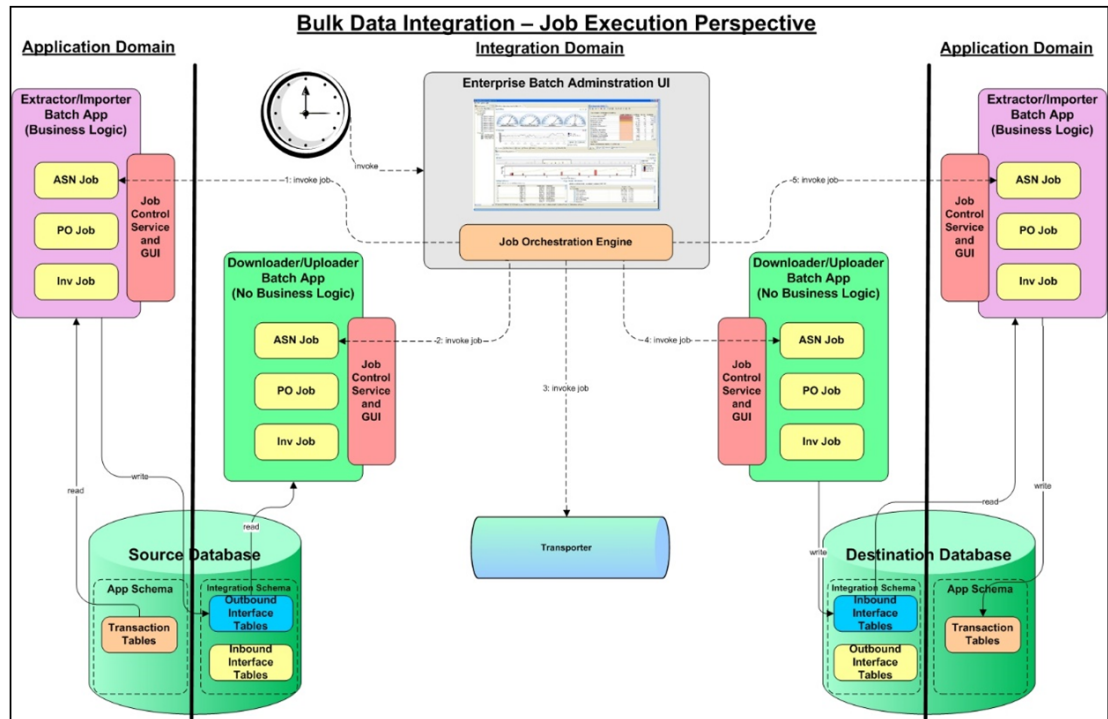 Bulk Data Integration – Job Execution Perspective
Application Domain
Integration Domain
Application Domain
Enterprise Batch Adminstration UI
Extractor/Importer
Batch App
(Business Logic)
ASN Job
PO Job
Inv Job
Job
Control
Service
and
GUI
invoke
1: invoke job
5: invoke job
Job Orchestration Engine
Extractor/Importer
Batch App
(Business Logic)
ASN Job
PO Job
Inv Job
Job
Control
Service
and
GUI
Downloader/Uploader
Batch App
(No Business Logic)
ASN Job
PO Job
Inv Job
Job
Control
Service
and
GUI
2: invoke job
3: invoke job
4: invoke job
Downloader/Uploader
Batch App
(No Business Logic)
ASN Job
PO Job
Inv Job
Job
Control
Service
and
GUI
read
write
read
write
read
write
Transporter
Source Database
App Schema
Transaction
Tables
Integration Schema
Outbound
Interface
Tables
Inbound
Interface
Tables
Destination Database
Integration Schema
Inbound
Interface
Tables
Outbound
Interface
Tables
App Schema
Transaction
Tables